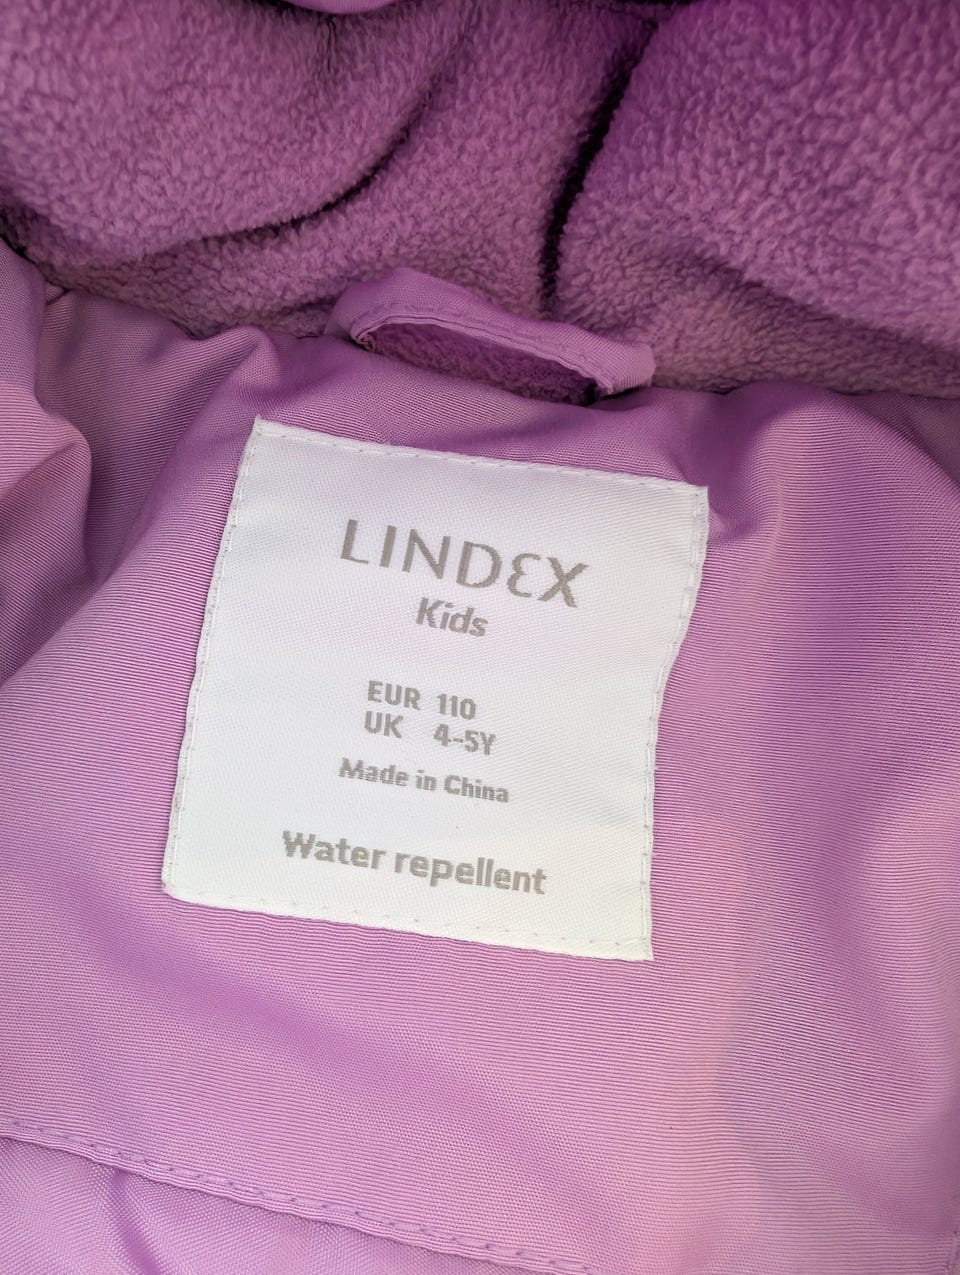 LINDEX
Kids
EUR 110
UK 4-5Y
Made in China
Water repellent